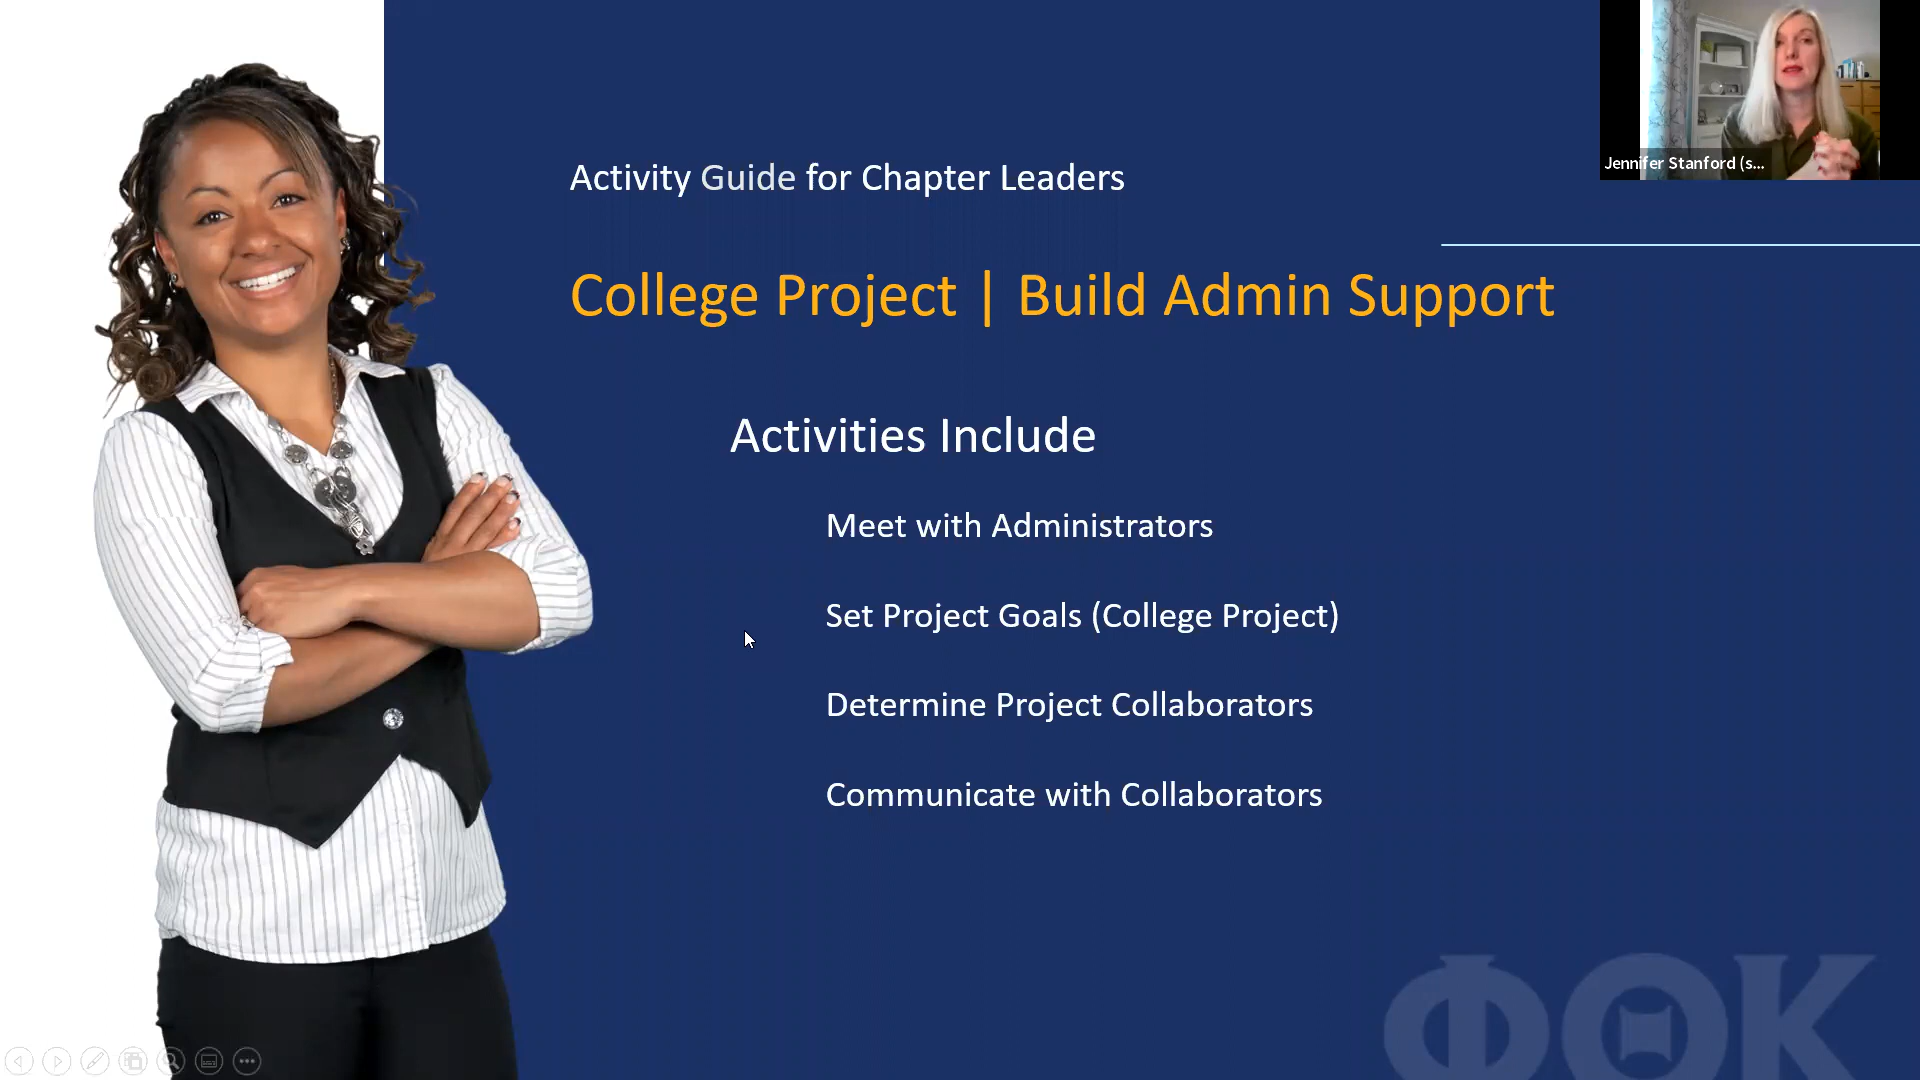 Activity Guide for Chapter Leaders
Jennifer Stanford (s...
College Project | Build Admin Support
Activities Include
Meet with Administrators
Set Project Goals (College Project)
Determine Project Collaborators
Communicate with Collaborators
ΦΘΚ